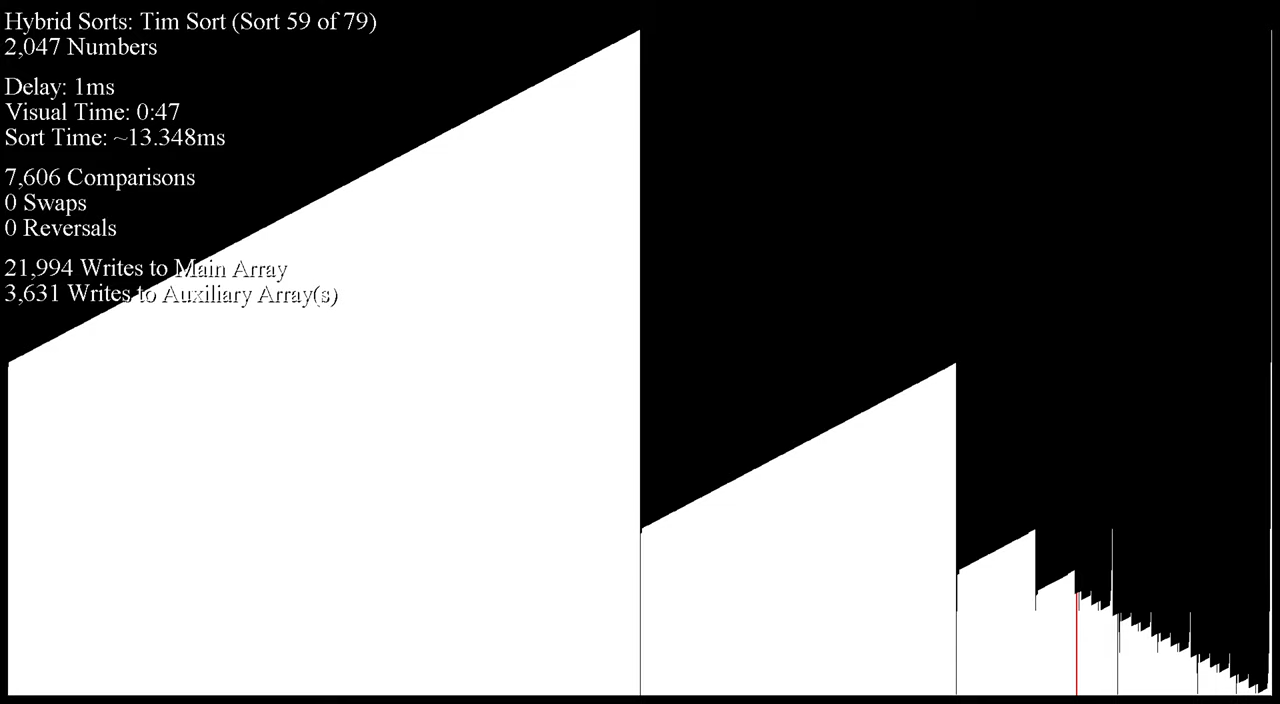 Hybrid Sorts: Tim Sort (Sort 59 of 79)
2,047 Numbers
Delay: 1ms
Visual Time: 0:47
Sort Time: ~13.348ms
7,606 Comparisons
0 Swaps
0 Reversals
21,994 Writes to Main Array
3,631 Writes to Auxiliary Array(s)